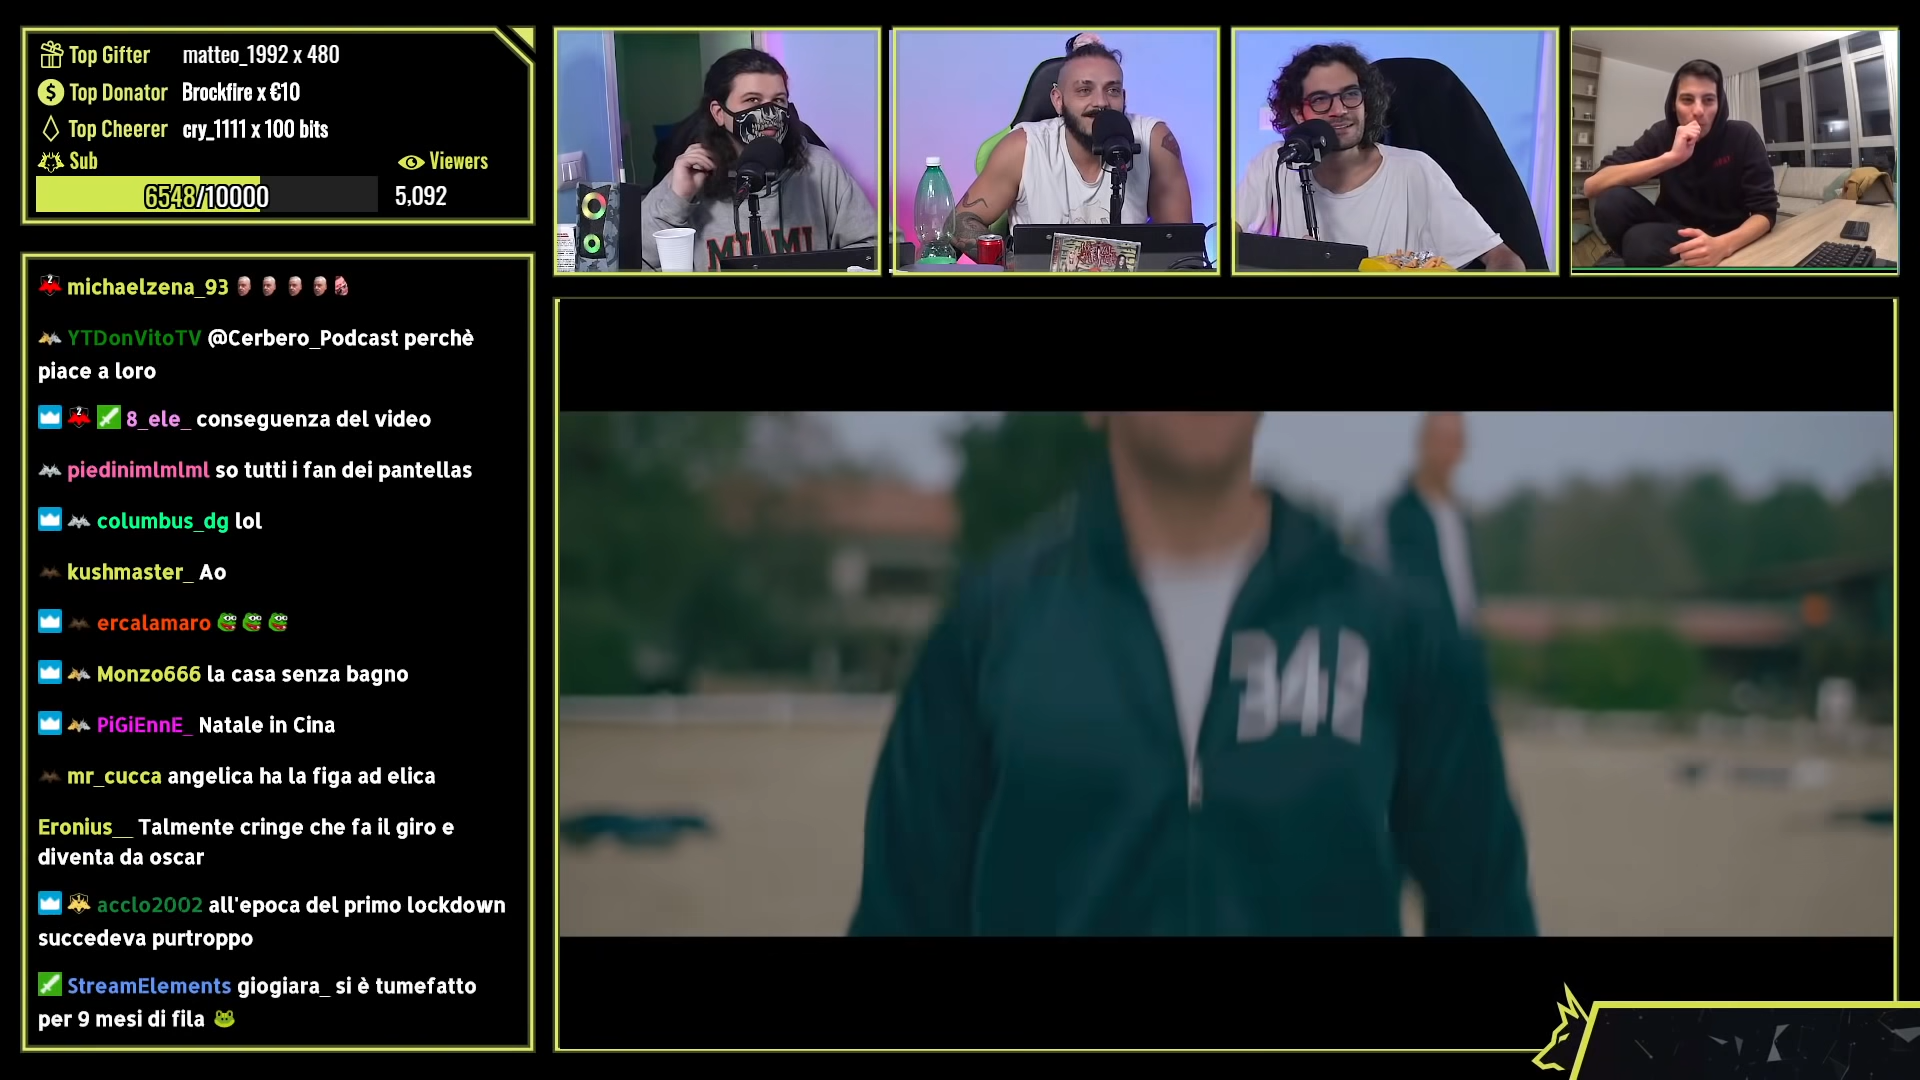 Top Gifter matteo_1992 x 480
Top Donator Brockfire x €10
Top Cheerer cry_1111 x 100 bits
Sub Viewers
6548/10000 5,092
michaelzena_93
YTDonVitoTV @Cerbero_Podcast perchè
piace a loro
8_ele_ conseguenza del video
piedinimlmlml so tutti i fan dei pantellas
columbus_dg lol
kushmaster_ Ao
ercalamaro
Monzo666 la casa senza bagno
PiGiEnnE_ Natale in Cina
mr_cucca angelica ha la figa ad elica
Eronius__ Talmente cringe che fa il giro e
diventa da oscar
acclo2002 all'epoca del primo lockdown
succedeva purtroppo
StreamElements giogiara_ si è tumefatto
per 9 mesi di fila
MIAMI